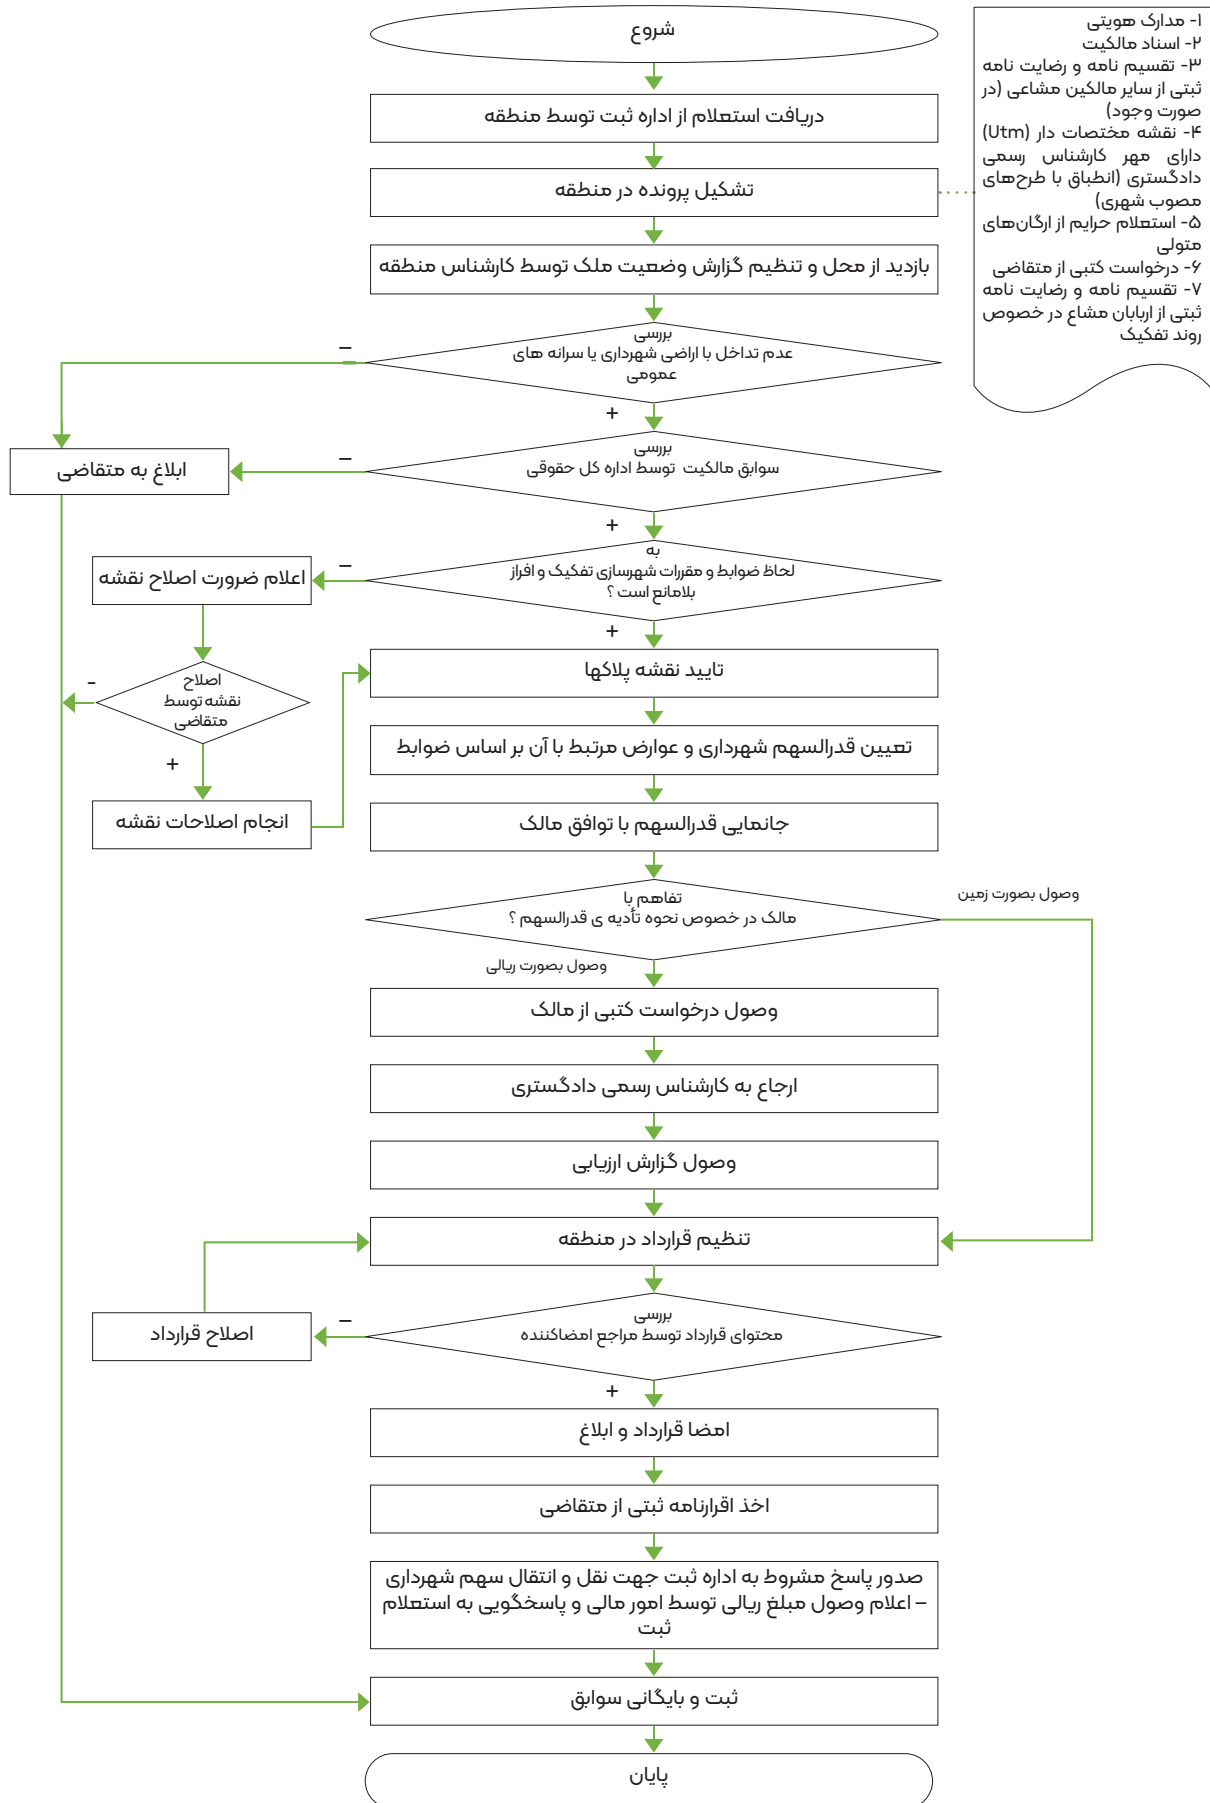 شروع
دریافت استعلام از اداره ثبت توسط منطقه
تشکیل پرونده در منطقه
۱- مدارک هویتی
۲- اسناد مالکیت
۳- تقسیم نامه و رضایت نامه
ثبتی از سایر مالکین مشاعی (در
صورت وجود)
۴- نقشه مختصات دار (Utm)
دارای مهر کارشناس رسمی
دادگستری (انطباق با طرح‌های
مصوب شهری)
۵- استعلام حرایم از ارگان‌های
متولی
۶- درخواست کتبی از متقاضی
۷- تقسیم نامه و رضایت نامه
ثبتی از اربابان مشاع در خصوص
روند تفکیک
بازدید از محل و تنظیم گزارش وضعیت ملک توسط کارشناس منطقه
بررسی
عدم تداخل با اراضی شهرداری یا سرانه های
عمومی
–
+
بررسی
سوابق مالکیت توسط اداره کل حقوقی
–
ابلاغ به متقاضی
+
به
لحاظ ضوابط و مقررات شهرسازی تفکیک و افراز
بلامانع است ؟
–
اعلام ضرورت اصلاح نقشه
+
اصلاح
نقشه توسط
متقاضی
-
+
انجام اصلاحات نقشه
تایید نقشه پلاکها
تعیین قدرالسهم شهرداری و عوارض مرتبط با آن بر اساس ضوابط
جانمایی قدرالسهم با توافق مالک
تفاهم با
مالک در خصوص نحوه تأدیه ی قدرالسهم ؟
وصول بصورت زمین
وصول بصورت ریالی
وصول درخواست کتبی از مالک
ارجاع به کارشناس رسمی دادگستری
وصول گزارش ارزیابی
تنظیم قرارداد در منطقه
بررسی
محتوای قرارداد توسط مراجع امضاکننده
–
اصلاح قرارداد
+
امضا قرارداد و ابلاغ
اخذ اقرارنامه ثبتی از متقاضی
صدور پاسخ مشروط به اداره ثبت جهت نقل و انتقال سهم شهرداری
– اعلام وصول مبلغ ریالی توسط امور مالی و پاسخگویی به استعلام
ثبت
ثبت و بایگانی سوابق
پایان